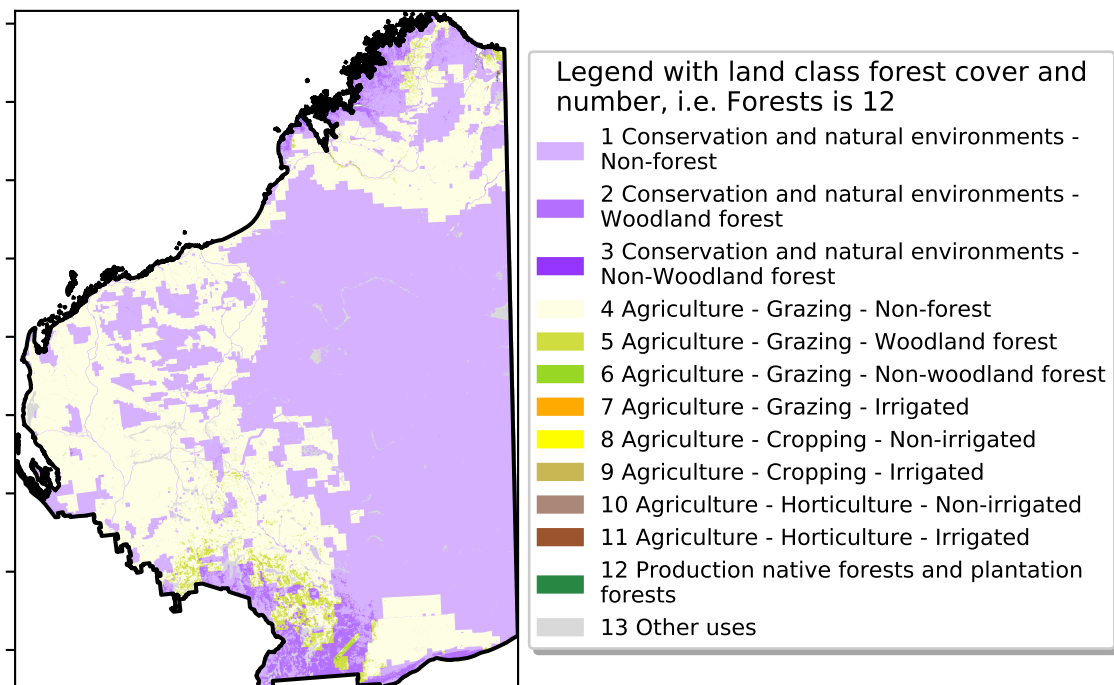 Legend with land class forest cover and
number, i.e. Forests is 12
1 Conservation and natural environments -
Non-forest
2 Conservation and natural environments -
Woodland forest
3 Conservation and natural environments -
Non-Woodland forest
4 Agriculture - Grazing - Non-forest
5 Agriculture - Grazing - Woodland forest
6 Agriculture - Grazing - Non-woodland forest
7 Agriculture - Grazing - Irrigated
8 Agriculture - Cropping - Non-irrigated
9 Agriculture - Cropping - Irrigated
10 Agriculture - Horticulture - Non-irrigated
11 Agriculture - Horticulture - Irrigated
12 Production native forests and plantation
forests
13 Other uses